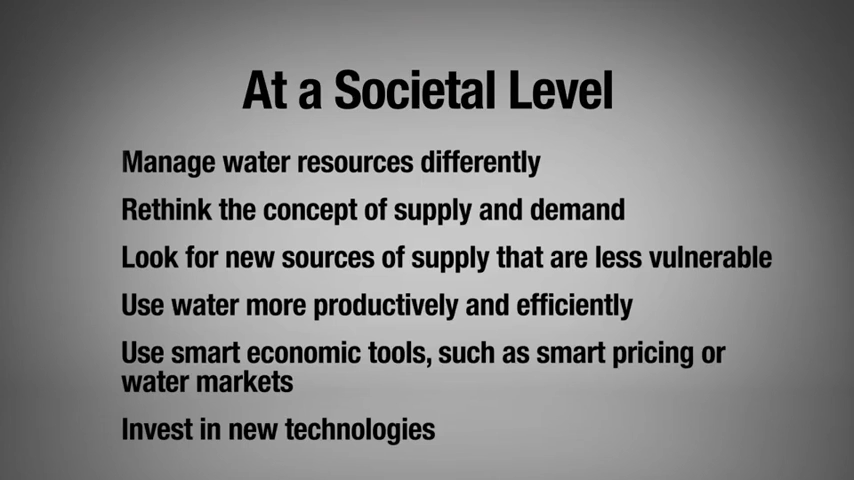 At a Societal Level
Manage water resources differently
Rethink the concept of supply and demand
Look for new sources of supply that are less vulnerable
Use water more productively and efficiently
Use smart economic tools, such as smart pricing or
water markets
Invest in new technologies